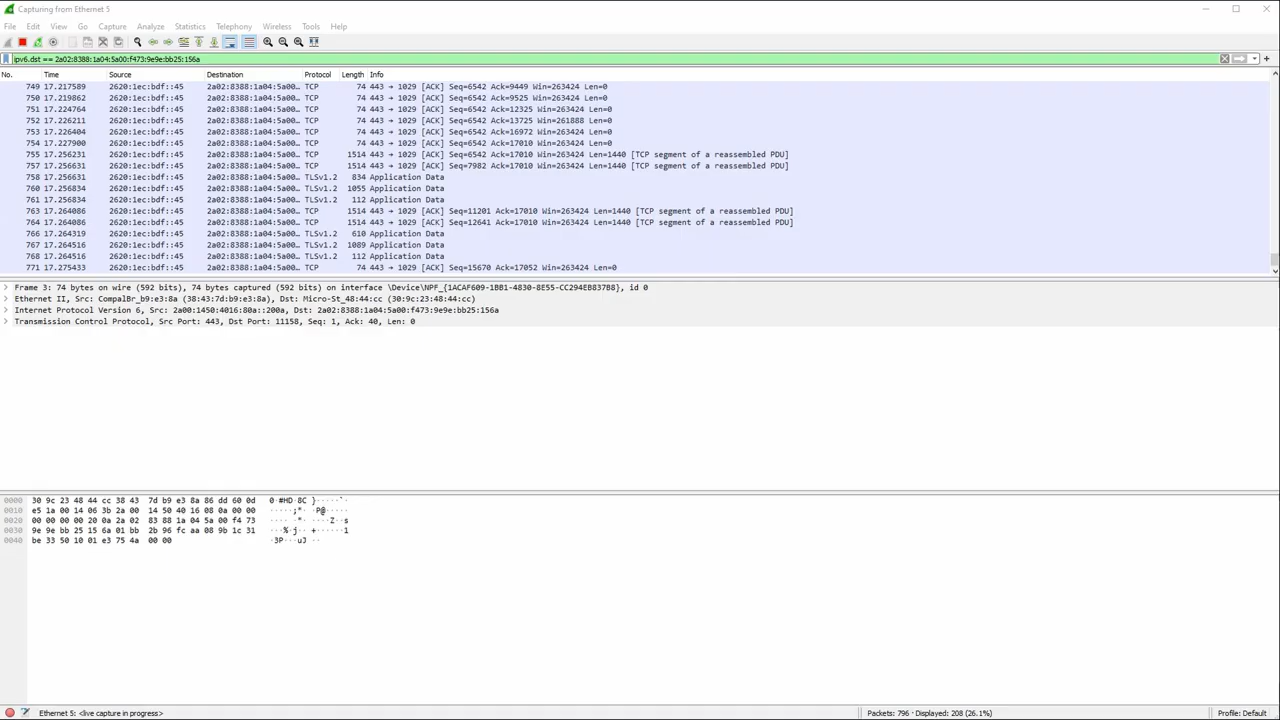 Capturing from Ethernet 5
File Edit View Go Capture Analyze Statistics Telephony Wireless Tools Help
ipv6.dst == 2a02:8388:1a04:5a00:f473:9e9e:bb25:156a
No. Time Source Destination Protocol Length Info
749 17.217589 2620:1ec:bdf::45 2a02:8388:1a04:5a00… TCP 74 443 → 1029 [ACK] Seq=6542 Ack=9449 Win=263424 Len=0
750 17.219862 2620:1ec:bdf::45 2a02:8388:1a04:5a00… TCP 74 443 → 1029 [ACK] Seq=6542 Ack=9525 Win=263424 Len=0
751 17.224764 2620:1ec:bdf::45 2a02:8388:1a04:5a00… TCP 74 443 → 1029 [ACK] Seq=6542 Ack=12325 Win=263424 Len=0
752 17.226211 2620:1ec:bdf::45 2a02:8388:1a04:5a00… TCP 74 443 → 1029 [ACK] Seq=6542 Ack=13725 Win=261888 Len=0
753 17.226404 2620:1ec:bdf::45 2a02:8388:1a04:5a00… TCP 74 443 → 1029 [ACK] Seq=6542 Ack=16972 Win=263424 Len=0
754 17.227900 2620:1ec:bdf::45 2a02:8388:1a04:5a00… TCP 74 443 → 1029 [ACK] Seq=6542 Ack=17010 Win=263424 Len=0
755 17.256231 2620:1ec:bdf::45 2a02:8388:1a04:5a00… TCP 1514 443 → 1029 [ACK] Seq=6542 Ack=17010 Win=263424 Len=1440 [TCP segment of a reassembled PDU]
757 17.256631 2620:1ec:bdf::45 2a02:8388:1a04:5a00… TCP 1514 443 → 1029 [ACK] Seq=7982 Ack=17010 Win=263424 Len=1440 [TCP segment of a reassembled PDU]
758 17.256631 2620:1ec:bdf::45 2a02:8388:1a04:5a00… TLSv1.2 834 Application Data
760 17.256834 2620:1ec:bdf::45 2a02:8388:1a04:5a00… TLSv1.2 1055 Application Data
761 17.256834 2620:1ec:bdf::45 2a02:8388:1a04:5a00… TLSv1.2 112 Application Data
763 17.264086 2620:1ec:bdf::45 2a02:8388:1a04:5a00… TCP 1514 443 → 1029 [ACK] Seq=11201 Ack=17010 Win=263424 Len=1440 [TCP segment of a reassembled PDU]
764 17.264086 2620:1ec:bdf::45 2a02:8388:1a04:5a00… TCP 1514 443 → 1029 [ACK] Seq=12641 Ack=17010 Win=263424 Len=1440 [TCP segment of a reassembled PDU]
766 17.264319 2620:1ec:bdf::45 2a02:8388:1a04:5a00… TLSv1.2 610 Application Data
767 17.264516 2620:1ec:bdf::45 2a02:8388:1a04:5a00… TLSv1.2 1089 Application Data
768 17.264516 2620:1ec:bdf::45 2a02:8388:1a04:5a00… TLSv1.2 112 Application Data
771 17.275433 2620:1ec:bdf::45 2a02:8388:1a04:5a00… TCP 74 443 → 1029 [ACK] Seq=15670 Ack=17052 Win=263424 Len=0
Frame 3: 74 bytes on wire (592 bits), 74 bytes captured (592 bits) on interface \Device\NPF_{1ACAF609-1BB1-4830-8E55-CC294EB837B8}, id 0
Ethernet II, Src: CompalBr_b9:e3:8a (38:43:7d:b9:e3:8a), Dst: Micro-St_48:44:cc (30:9c:23:48:44:cc)
Internet Protocol Version 6, Src: 2a00:1450:4016:80a::200a, Dst: 2a02:8388:1a04:5a00:f473:9e9e:bb25:156a
Transmission Control Protocol, Src Port: 443, Dst Port: 11158, Seq: 1, Ack: 40, Len: 0
0000 30 9c 23 48 44 cc 38 43 7d b9 e3 8a 86 dd 60 0d 0·#HD·8C }·····`·
0010 e5 1a 00 14 06 3b 2a 00 14 50 40 16 08 0a 00 00 ·····;*· ·P@·····
0020 00 00 00 00 20 0a 2a 02 83 88 1a 04 5a 00 f4 73 ···· ·*· ····Z··s
0030 9e 9e bb 25 15 6a 01 bb 2b 96 fc aa 08 9b 1c 31 ···%·j·· +······1
0040 be 33 50 10 01 e3 75 4a 00 00 ·3P···uJ ··
Ethernet 5: <live capture in progress>
Packets: 796 · Displayed: 208 (26.1%)
Profile: Default